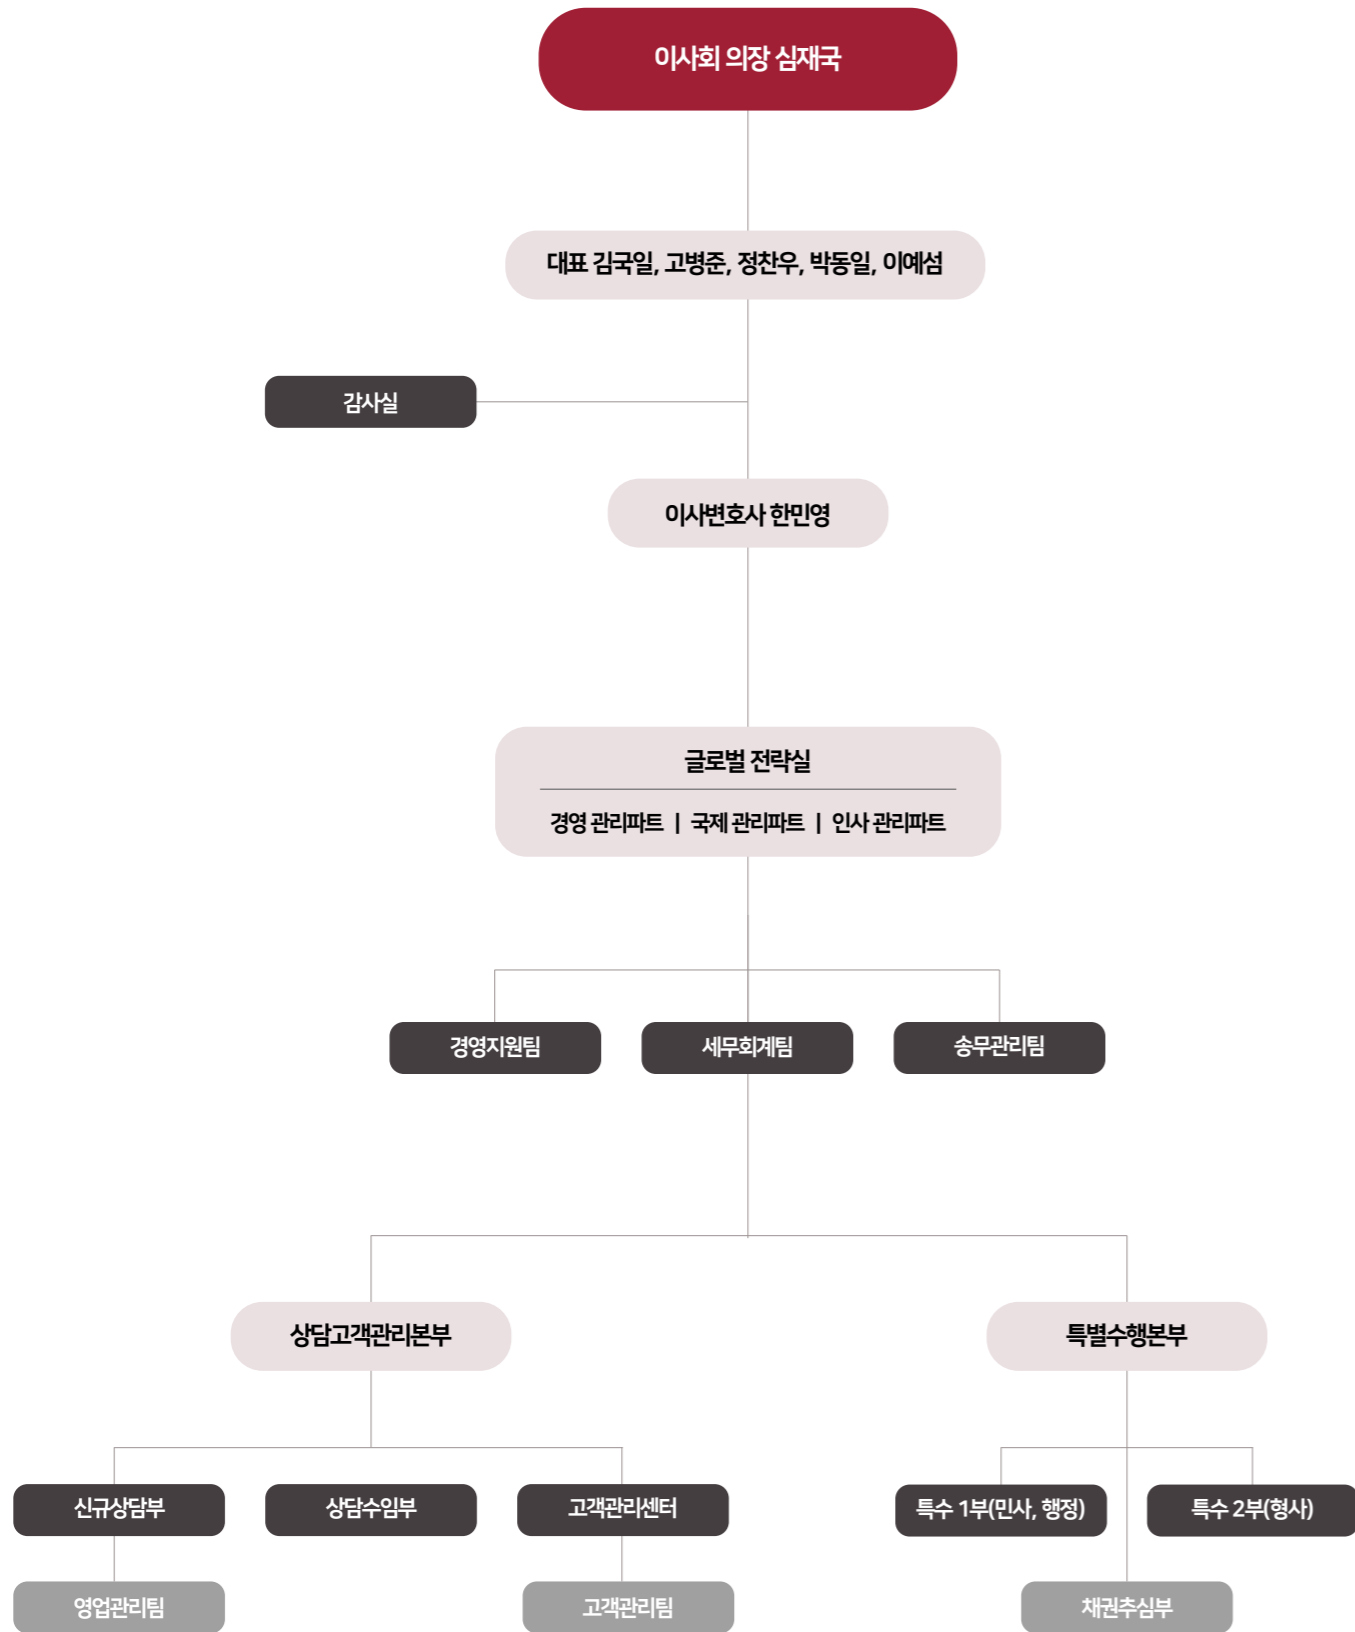 이사회 의장 심재국
대표 김국일, 고병준, 정찬우, 박동일, 이예섬
감사실
이사변호사 한민영
글로벌 전략실
경영 관리파트 | 국제 관리파트 | 인사 관리파트
경영지원팀
세무회계팀
송무관리팀
상담고객관리본부
특별수행본부
신규상담부
상담수임부
고객관리센터
특수 1부(민사, 행정)
특수 2부(형사)
영업관리팀
고객관리팀
채권추심부